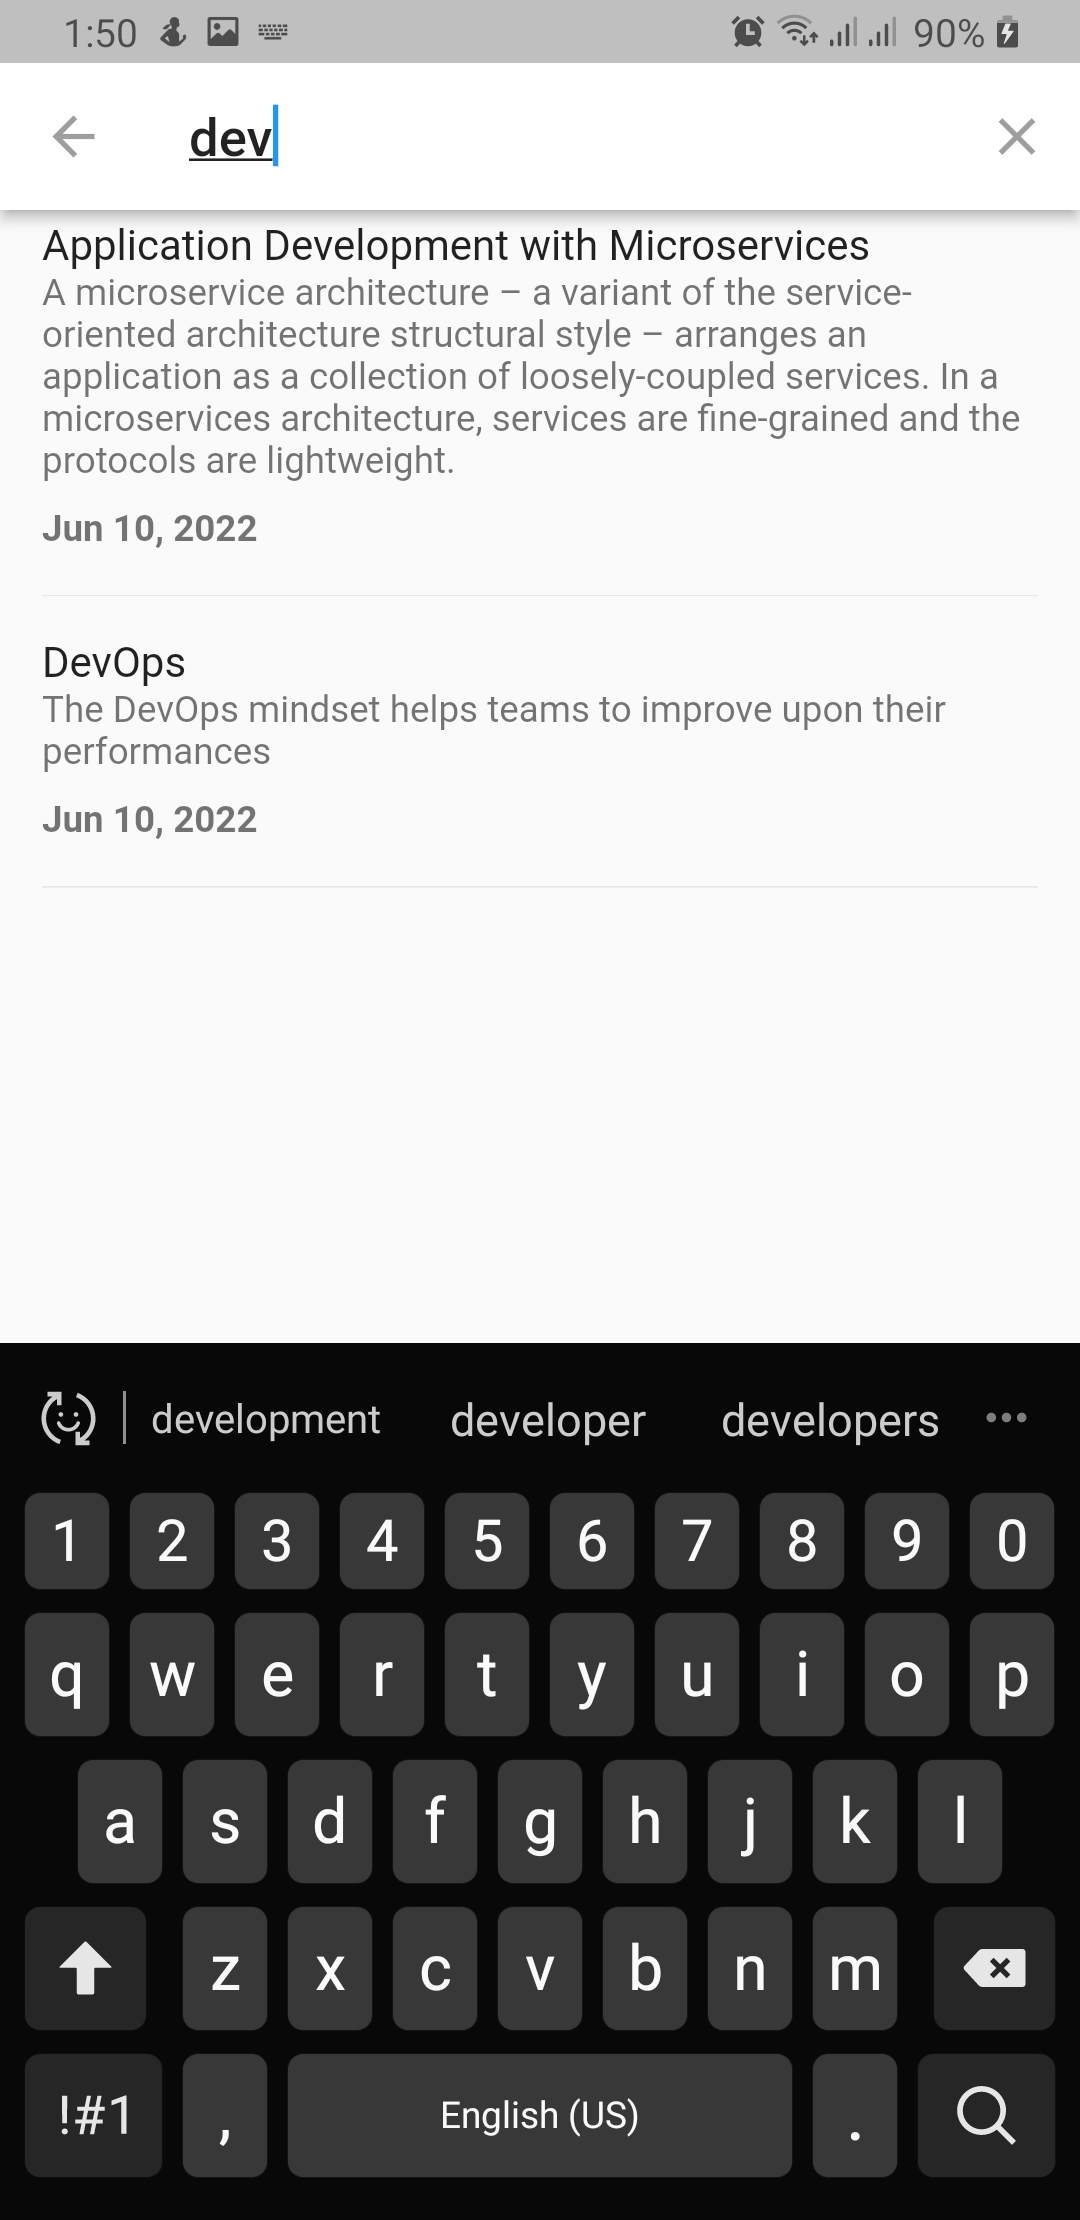 1:50 90%
dev
Application Development with Microservices
A microservice architecture – a variant of the service-
oriented architecture structural style – arranges an
application as a collection of loosely-coupled services. In a
microservices architecture, services are fine-grained and the
protocols are lightweight.
Jun 10, 2022
DevOps
The DevOps mindset helps teams to improve upon their
performances
Jun 10, 2022
development developer developers
1 2 3 4 5 6 7 8 9 0
q w e r t y u i o p
a s d f g h j k l
z x c v b n m
!#1 , English (US) .